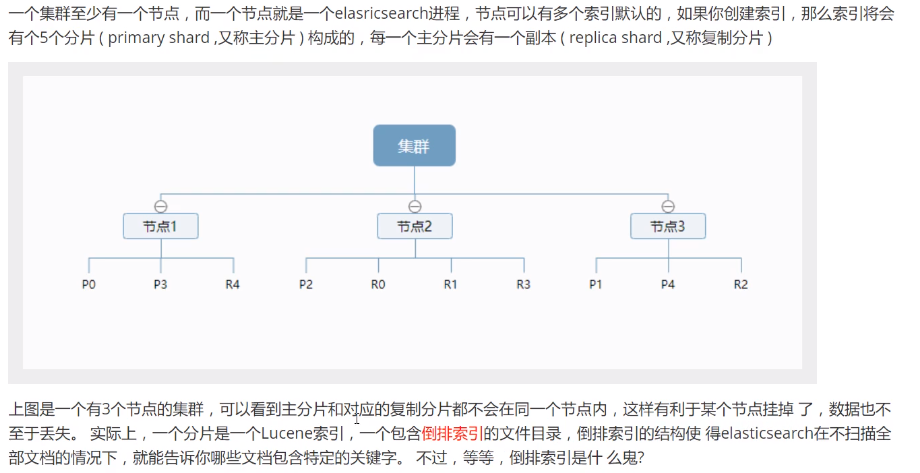 一个集群至少有一个节点，而一个节点就是一个elasricsearch进程，节点可以有多个索引默认的，如果你创建索引，那么索引将会
有个5个分片 ( primary shard ,又称主分片 ) 构成的，每一个主分片会有一个副本 ( replica shard ,又称复制分片 )
集群
节点1 节点2 节点3
P0 P3 R4 P2 R0 R1 R3 P1 P4 R2
上图是一个有3个节点的集群，可以看到主分片和对应的复制分片都不会在同一个节点内，这样有利于某个节点挂掉 了，数据也不
至于丢失。 实际上，一个分片是一个Lucene索引，一个包含倒排索引的文件目录，倒排索引的结构使 得elasticsearch在不扫描全
部文档的情况下，就能告诉你哪些文档包含特定的关键字。 不过，等等，倒排索引是什 么鬼?